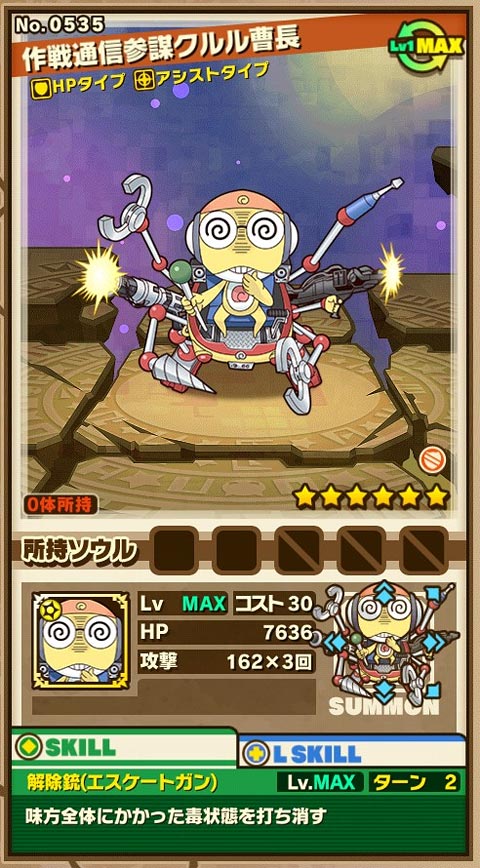 No.0535
作戦通信参謀クルル曹長
Lv1 MAX
HPタイプ アシストタイプ
0体所持
所持ソウル
Lv MAX コスト 30
HP 7636
攻撃 162×3回
SUMMON
SKILL
L SKILL
解除銃(エスケートガン) Lv.MAX ターン 2
味方全体にかかった毒状態を打ち消す